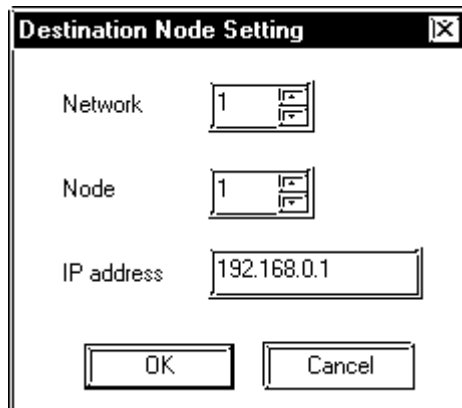 Destination Node Setting
Network 1
Node 1
IP address 192.168.0.1
OK Cancel